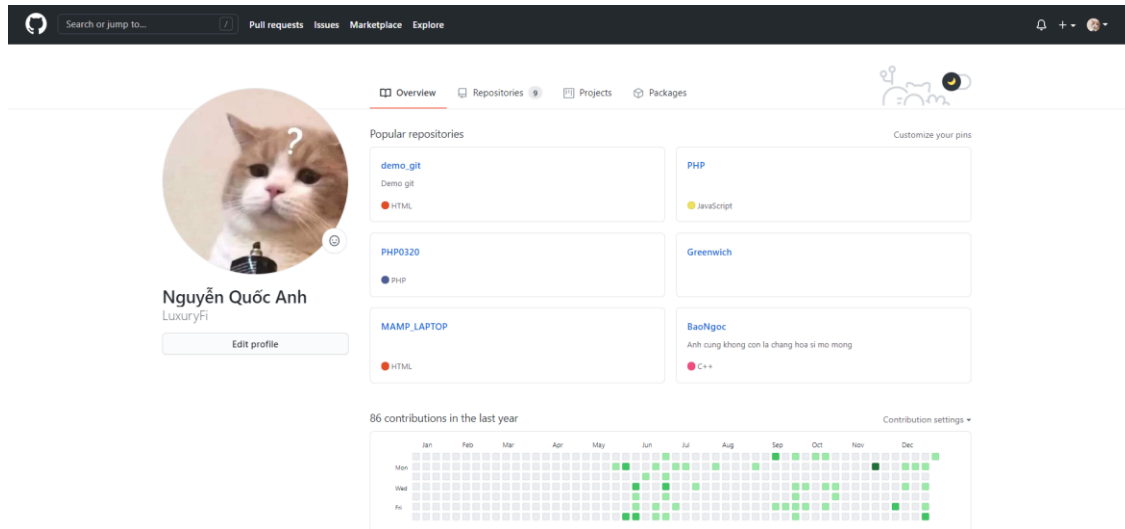 Search or jump to... /
Pull requests Issues Marketplace Explore
Overview Repositories 9 Projects Packages
Popular repositories Customize your pins
demo_git
Demo git
HTML
PHP
JavaScript
PHP0320
PHP
Greenwich
MAMP_LAPTOP
HTML
BaoNgoc
Anh cung khong con la chang hoa si mo mong
C++
?
Nguyễn Quốc Anh
LuxuryFi
Edit profile
86 contributions in the last year Contribution settings
Jan Feb Mar Apr May Jun Jul Aug Sep Oct Nov Dec
Mon
Wed
Fri